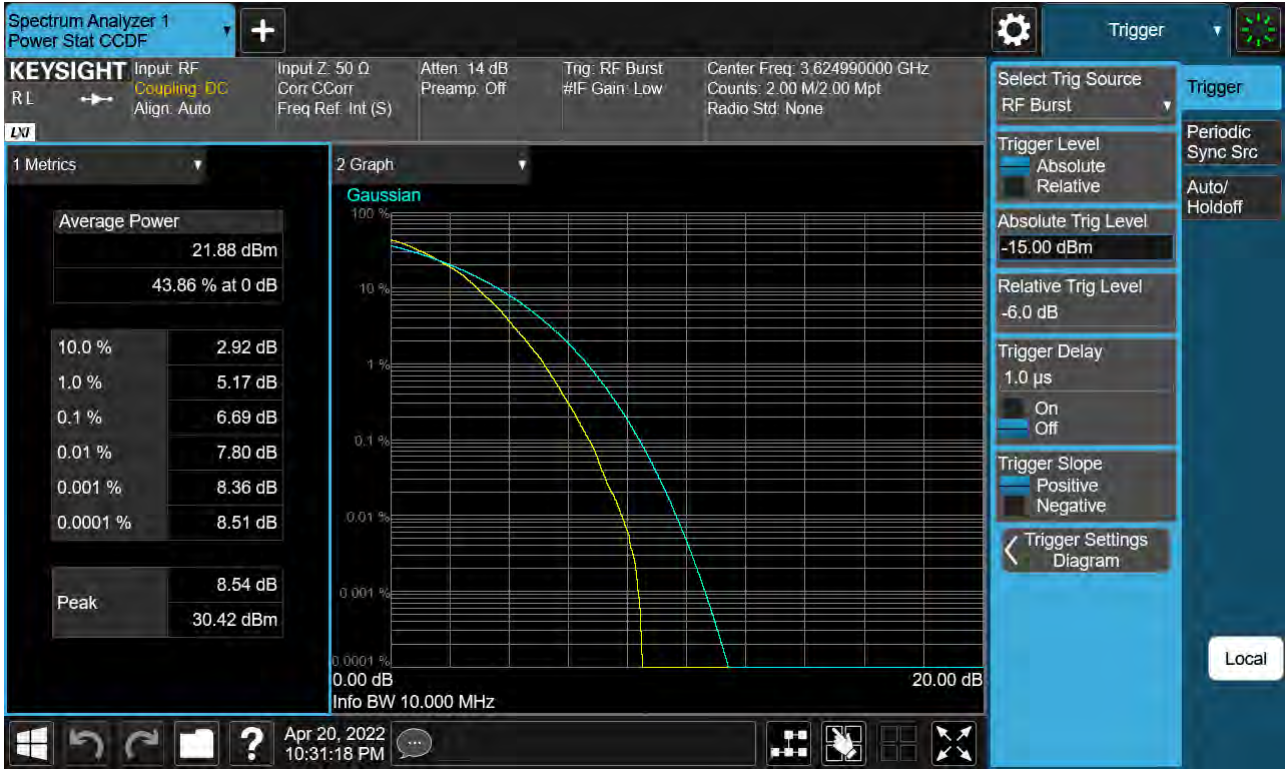 Spectrum Analyzer 1
Power Stat CCDF
+
Trigger
KEYSIGHT
RL
LXI
Input: RF
Coupling: DC
Align: Auto
Input Z: 50 Ω
Corr CCorr
Freq Ref: Int (S)
Atten: 14 dB
Preamp: Off
Trig: RF Burst
#IF Gain: Low
Center Freq: 3.624990000 GHz
Counts: 2.00 M/2.00 Mpt
Radio Std: None
1 Metrics
Average Power
21.88 dBm
43.86 % at 0 dB
10.0 % 2.92 dB
1.0 % 5.17 dB
0.1 % 6.69 dB
0.01 % 7.80 dB
0.001 % 8.36 dB
0.0001 % 8.51 dB
Peak
8.54 dB
30.42 dBm
2 Graph
Gaussian
100 %
10 %
1 %
0.1 %
0.01 %
0.001 %
0.0001 %
0.00 dB 20.00 dB
Info BW 10.000 MHz
Select Trig Source
RF Burst
Trigger Level
Absolute
Relative
Absolute Trig Level
-15.00 dBm
Relative Trig Level
-6.0 dB
Trigger Delay
1.0 µs
On
Off
Trigger Slope
Positive
Negative
Trigger Settings
Diagram
Trigger
Periodic
Sync Src
Auto/
Holdoff
Local
?
Apr 20, 2022
10:31:18 PM